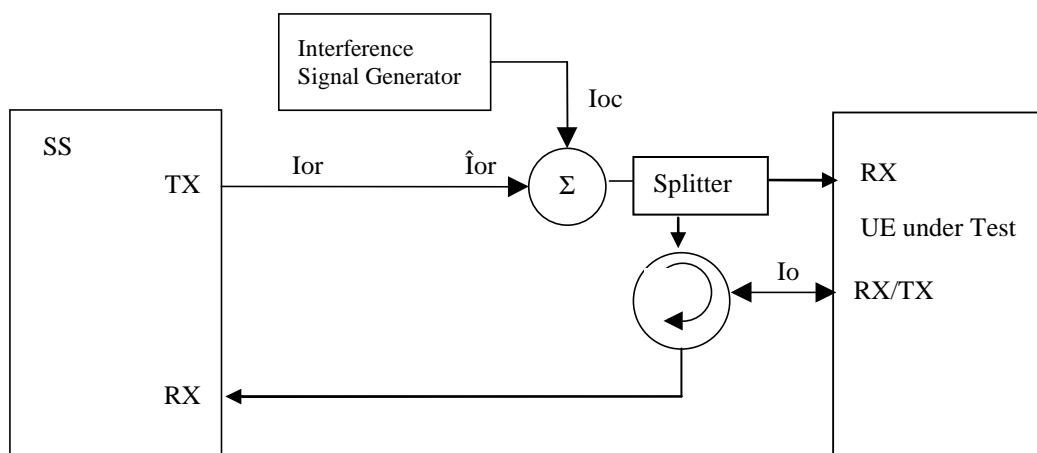 Interference
Signal Generator
Ioc
SS
TX
Ior
Îor
Σ
Splitter
RX
UE under Test
Io
RX/TX
RX